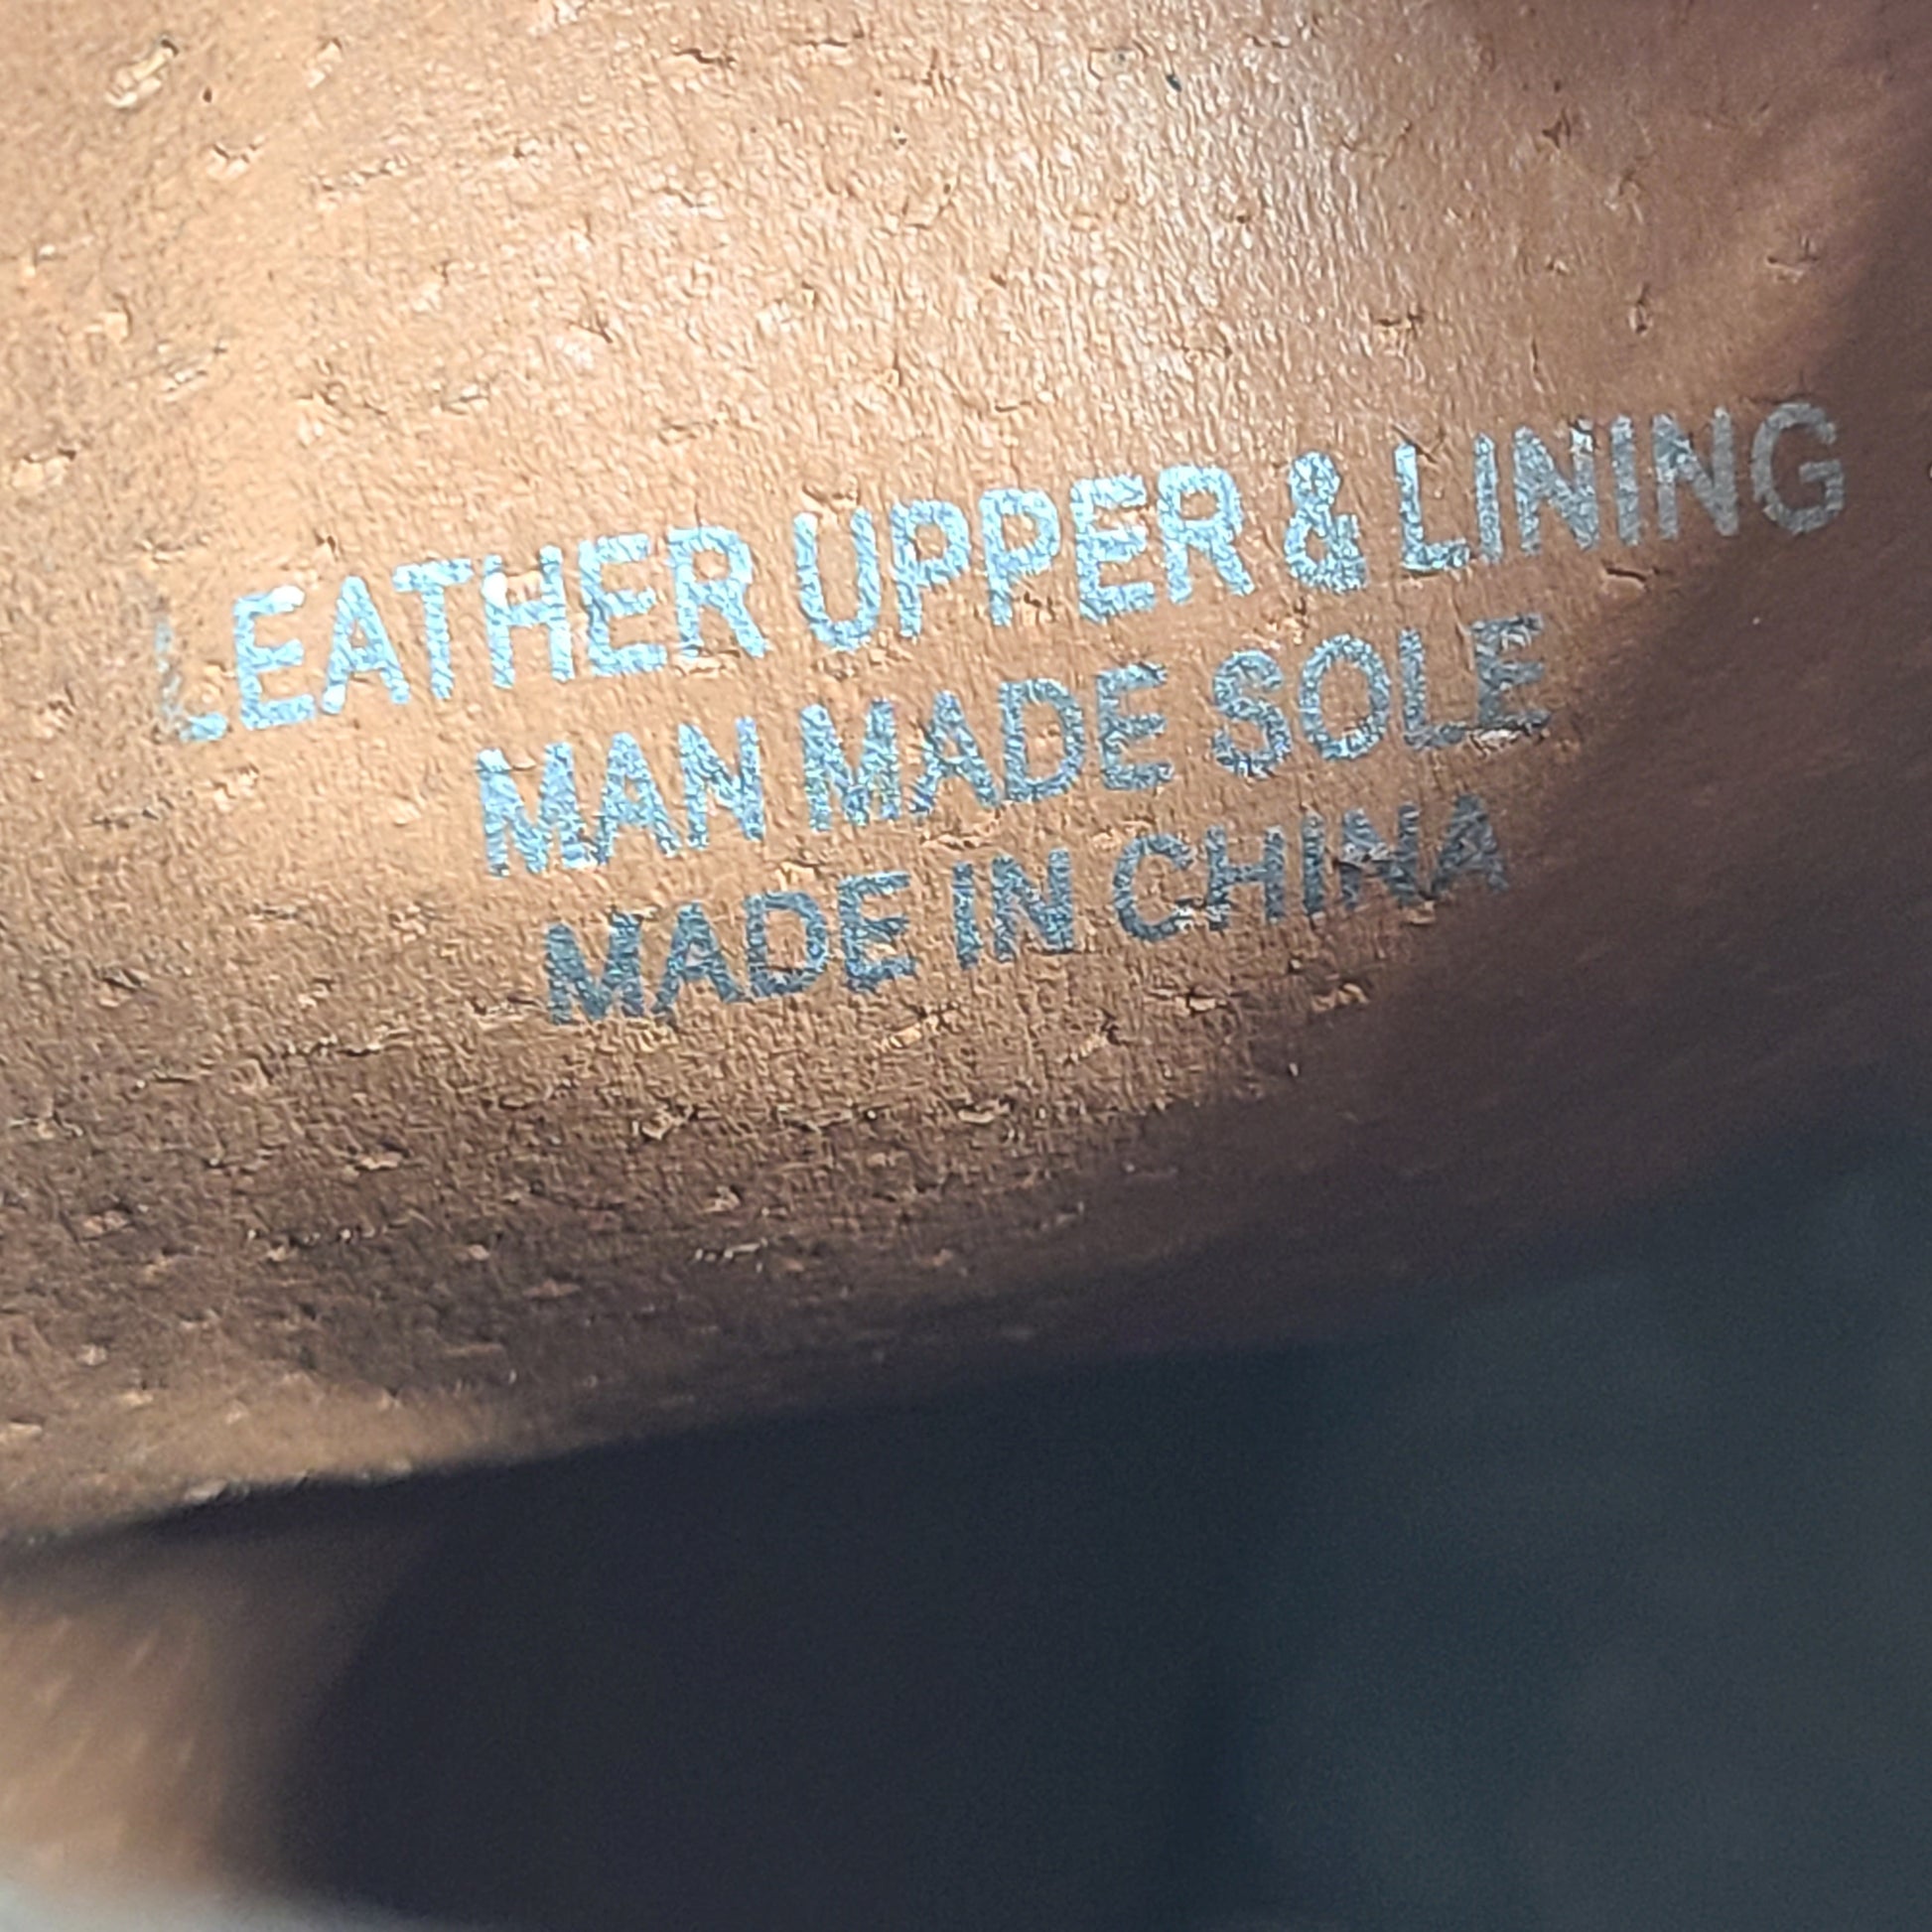 LEATHER UPPER & LINING
MAN MADE SOLE
MADE IN CHINA